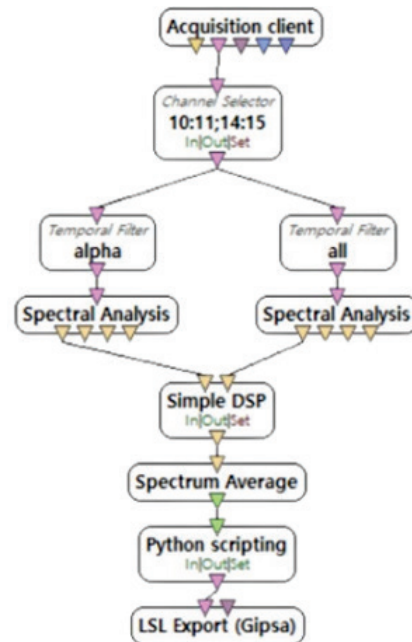 Acquisition client
Channel Selector
10:11;14:15
In|Out|Set
Temporal Filter
alpha
Temporal Filter
all
Spectral Analysis
Spectral Analysis
Simple DSP
In|Out|Set
Spectrum Average
Python scripting
In|Out|Set
LSL Export (Gipsa)